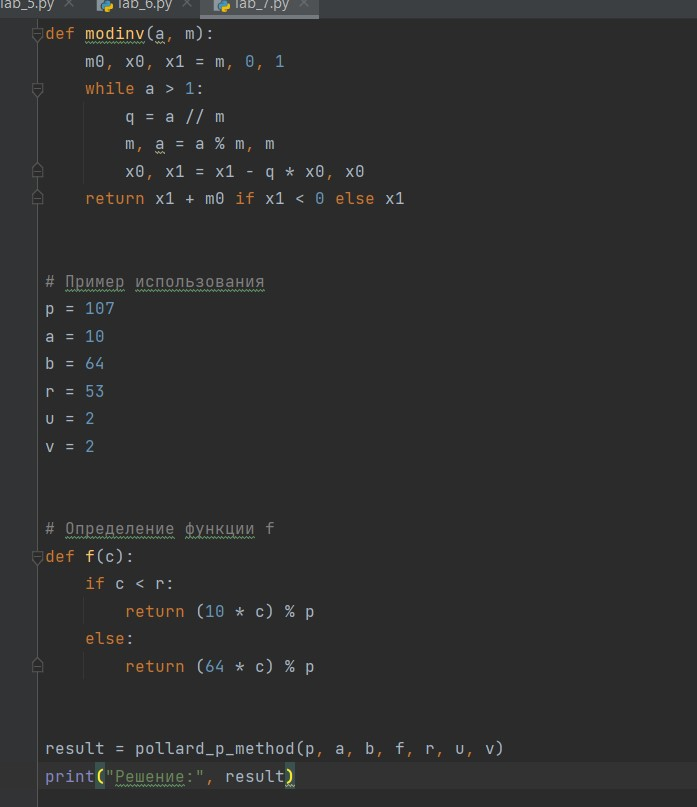 lab_5.py lab_6.py lab_7.py
def modinv(a, m):
    m0, x0, x1 = m, 0, 1
    while a > 1:
        q = a // m
        m, a = a % m, m
        x0, x1 = x1 - q * x0, x0
    return x1 + m0 if x1 < 0 else x1
# Пример использования
p = 107
a = 10
b = 64
r = 53
u = 2
v = 2
# Определение функции f
def f(c):
    if c < r:
        return (10 * c) % p
    else:
        return (64 * c) % p
result = pollard_p_method(p, a, b, f, r, u, v)
print("Решение:", result)